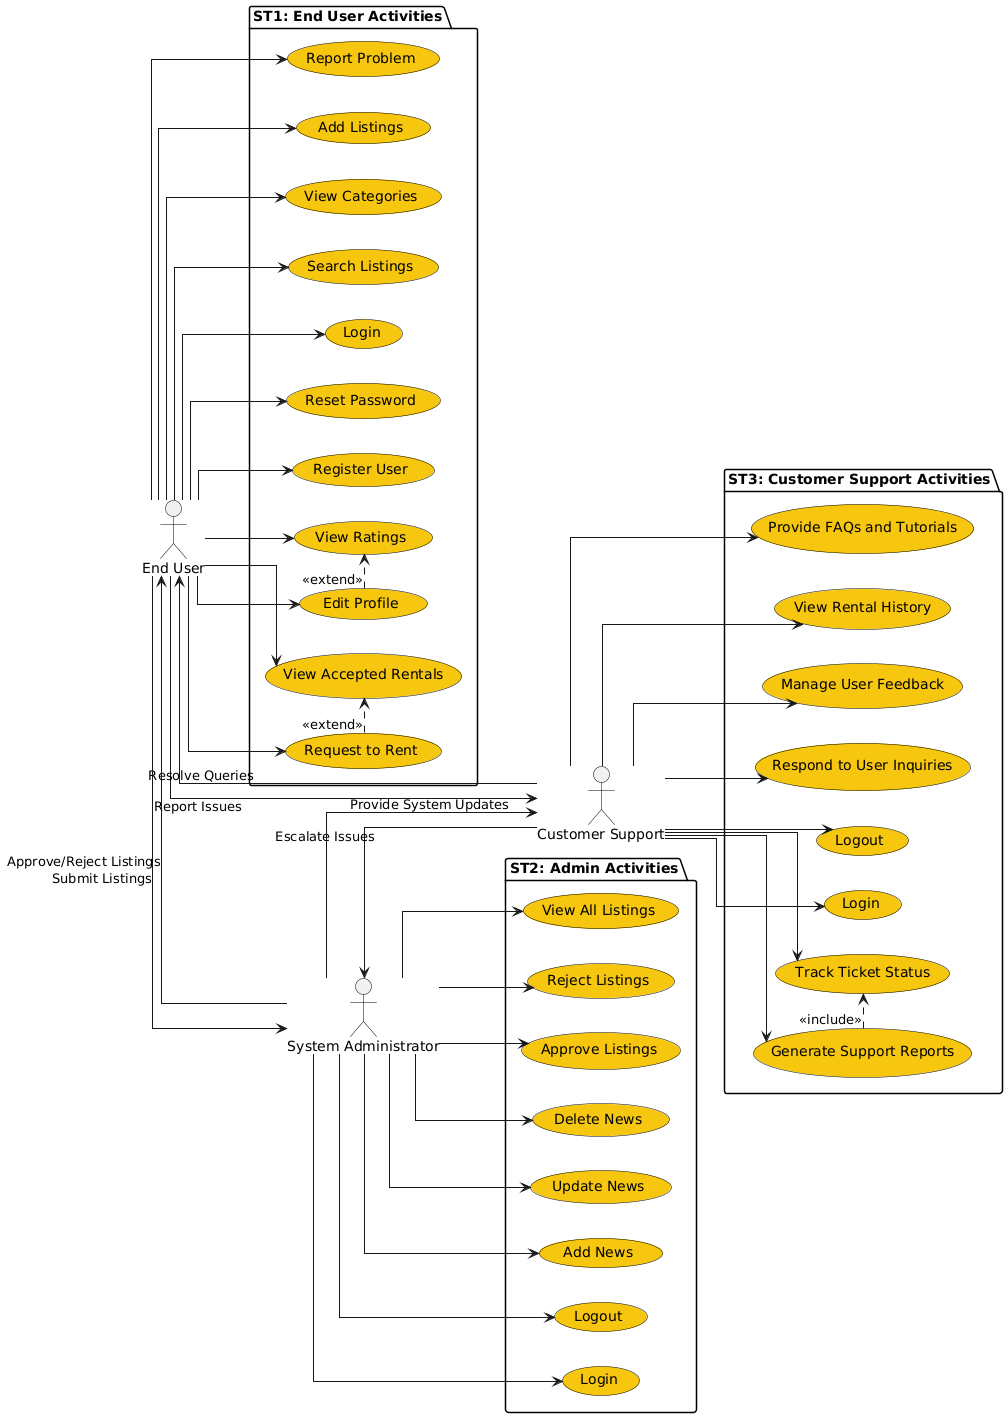 ST1: End User Activities
Report Problem
Add Listings
View Categories
Search Listings
Login
Reset Password
Register User
View Ratings
«extend»
Edit Profile
View Accepted Rentals
«extend»
Request to Rent
End User
Resolve Queries
Report Issues
Provide System Updates
Escalate Issues
Approve/Reject Listings
Submit Listings
ST3: Customer Support Activities
Provide FAQs and Tutorials
View Rental History
Manage User Feedback
Respond to User Inquiries
Logout
Login
Track Ticket Status
«include»
Generate Support Reports
Customer Support
ST2: Admin Activities
View All Listings
Reject Listings
Approve Listings
Delete News
Update News
Add News
Logout
Login
System Administrator